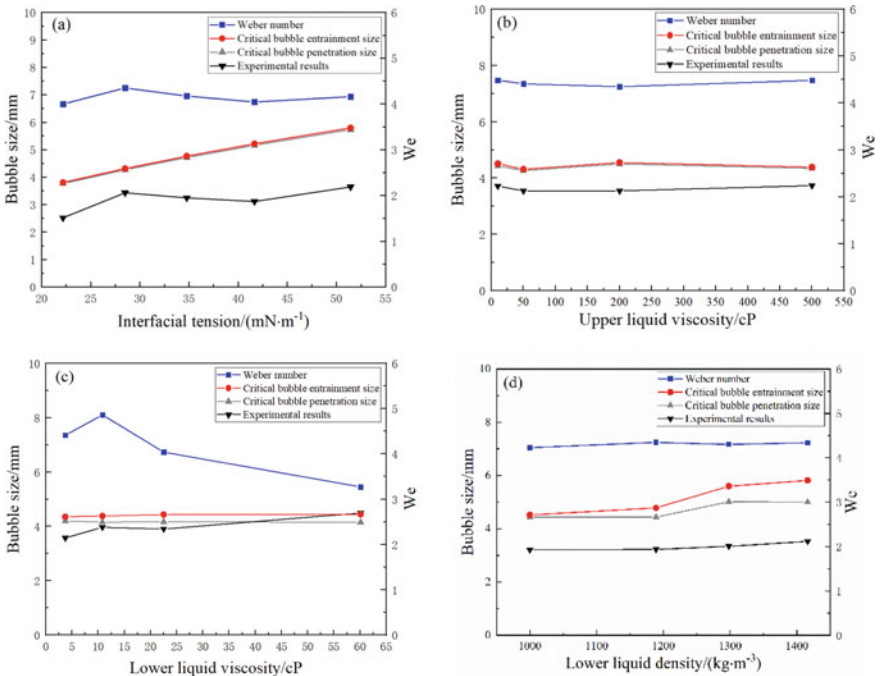 (a)
Weber number
Critical bubble entrainment size
Critical bubble penetration size
Experimental results
Bubble size/mm
We
10
9
8
7
6
5
4
3
2
1
0
6
5
4
3
2
1
0
20 25 30 35 40 45 50 55
Interfacial tension/(mN·m⁻¹)
(b)
Weber number
Critical bubble entrainment size
Critical bubble penetration size
Experimental results
Bubble size/mm
We
10
8
6
4
2
6
5
4
3
2
1
0
0 50 100 150 200 250 300 350 400 450 500 550
Upper liquid viscosity/cP
(c)
Weber number
Critical bubble entrainment size
Critical bubble penetration size
Experimental results
Bubble size/mm
We
10
8
6
4
2
0
6
5
4
3
2
1
0
0 5 10 15 20 25 30 35 40 45 50 55 60 65
Lower liquid viscosity/cP
(d)
Weber number
Critical bubble entrainment size
Critical bubble penetration size
Experimental results
Bubble size/mm
We
10
8
6
4
2
0
6
5
4
3
2
1
0
1000 1100 1200 1300 1400
Lower liquid density/(kg·m⁻³)